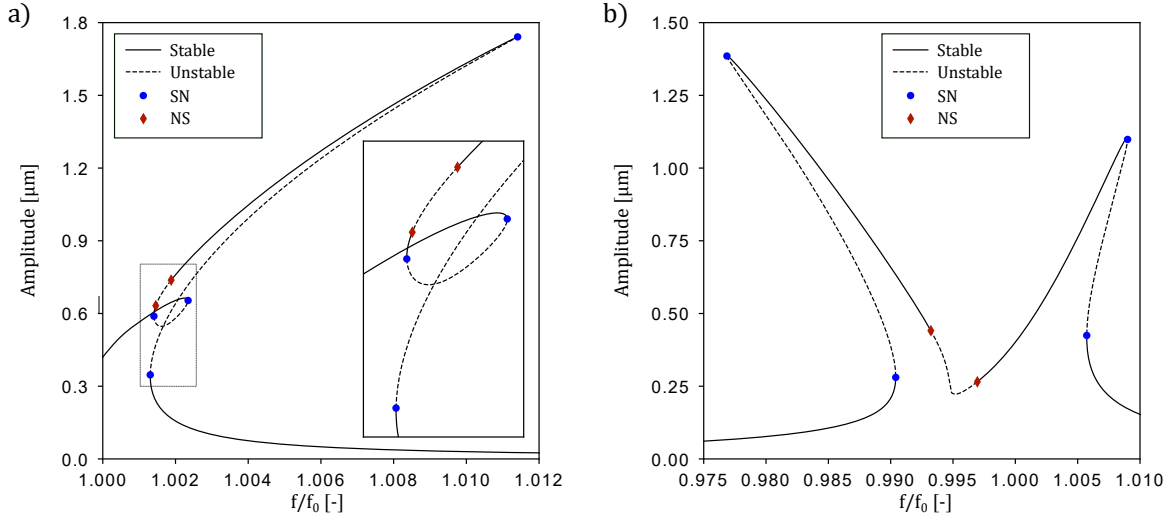 a)
Amplitude [μm]
1.8
1.5
1.2
0.9
0.6
0.3
0.0
Stable
Unstable
SN
NS
1.000 1.002 1.004 1.006 1.008 1.010 1.012
f/f₀ [-]
b)
Amplitude [μm]
1.50
1.25
1.00
0.75
0.50
0.25
0.00
Stable
Unstable
SN
NS
0.975 0.980 0.985 0.990 0.995 1.000 1.005 1.010
f/f₀ [-]